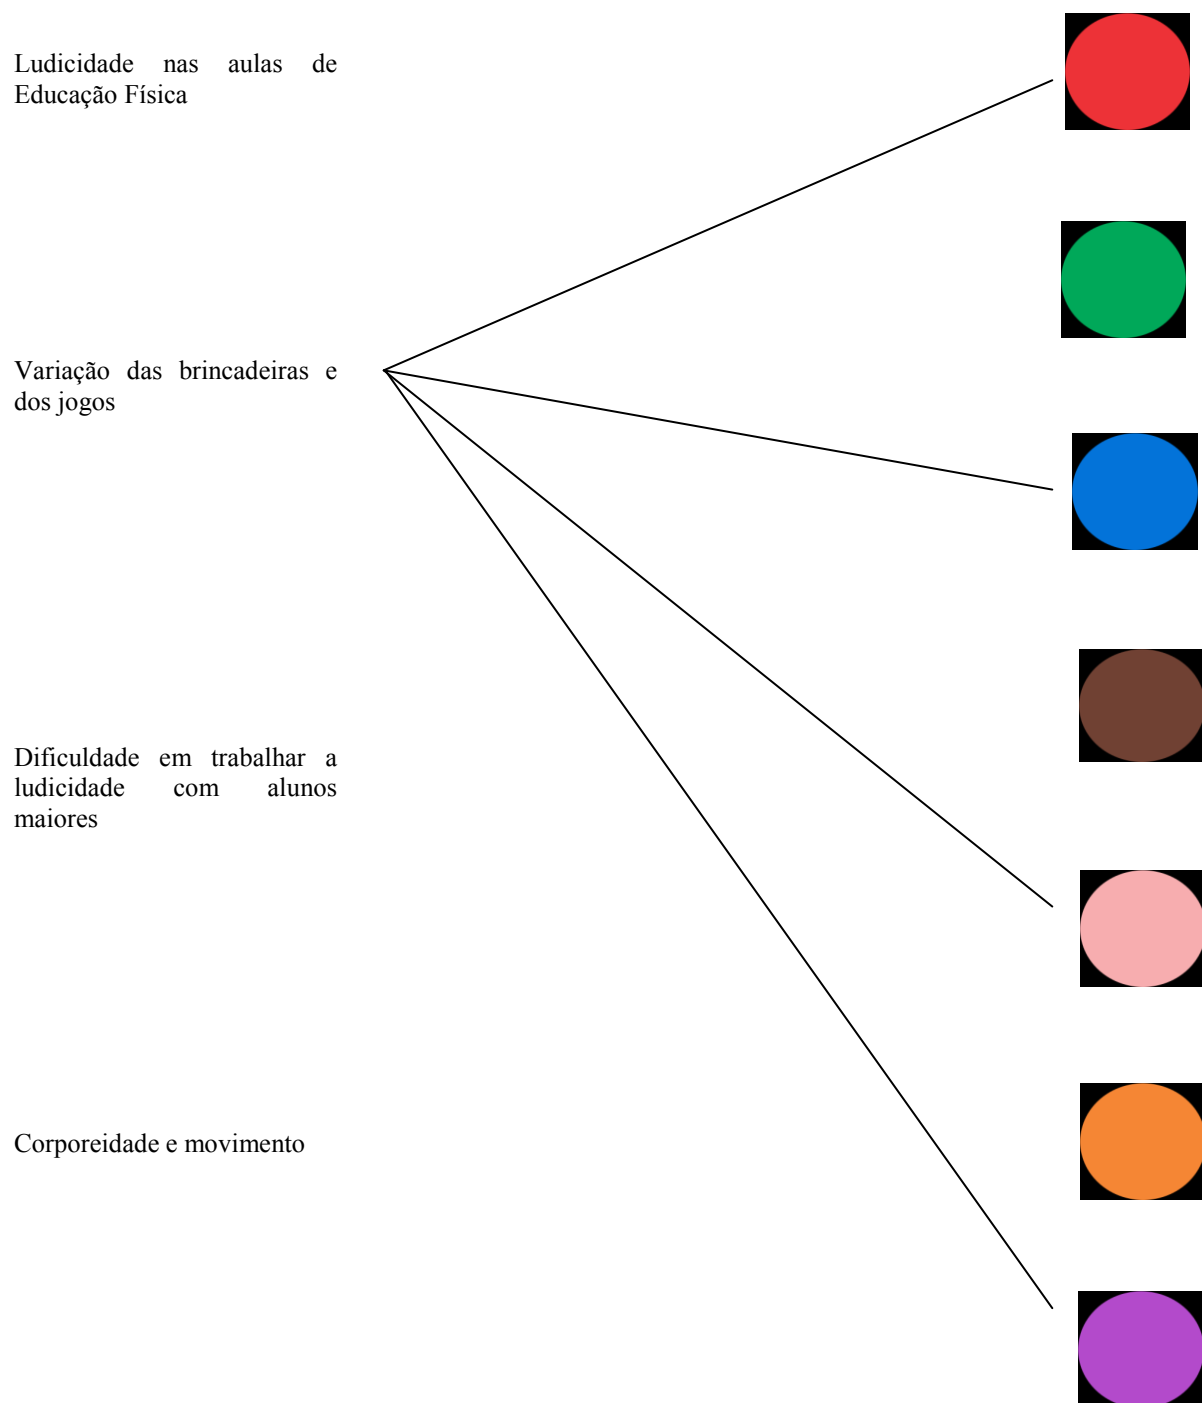 Ludicidade nas aulas de
Educação Física
Variação das brincadeiras e
dos jogos
Dificuldade em trabalhar a
ludicidade com alunos
maiores
Corporeidade e movimento